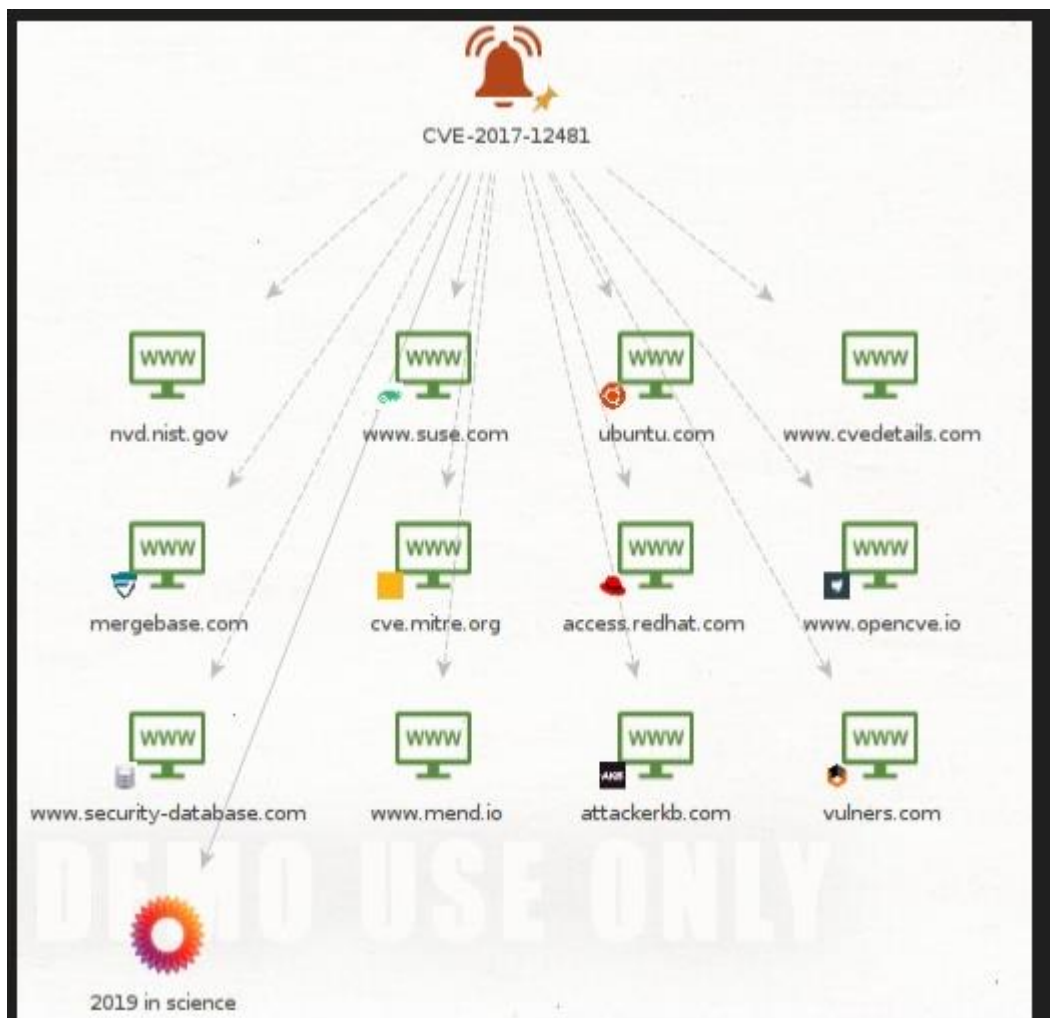 CVE-2017-12481
WWW WWW WWW WWW
nvd.nist.gov www.suse.com ubuntu.com www.cvedetails.com
WWW WWW WWW WWW
mergebase.com cve.mitre.org access.redhat.com www.opencve.io
WWW WWW WWW WWW
AKB
www.security-database.com www.mend.io attackerkb.com vulners.com
DEMO USE ONLY
2019 in science